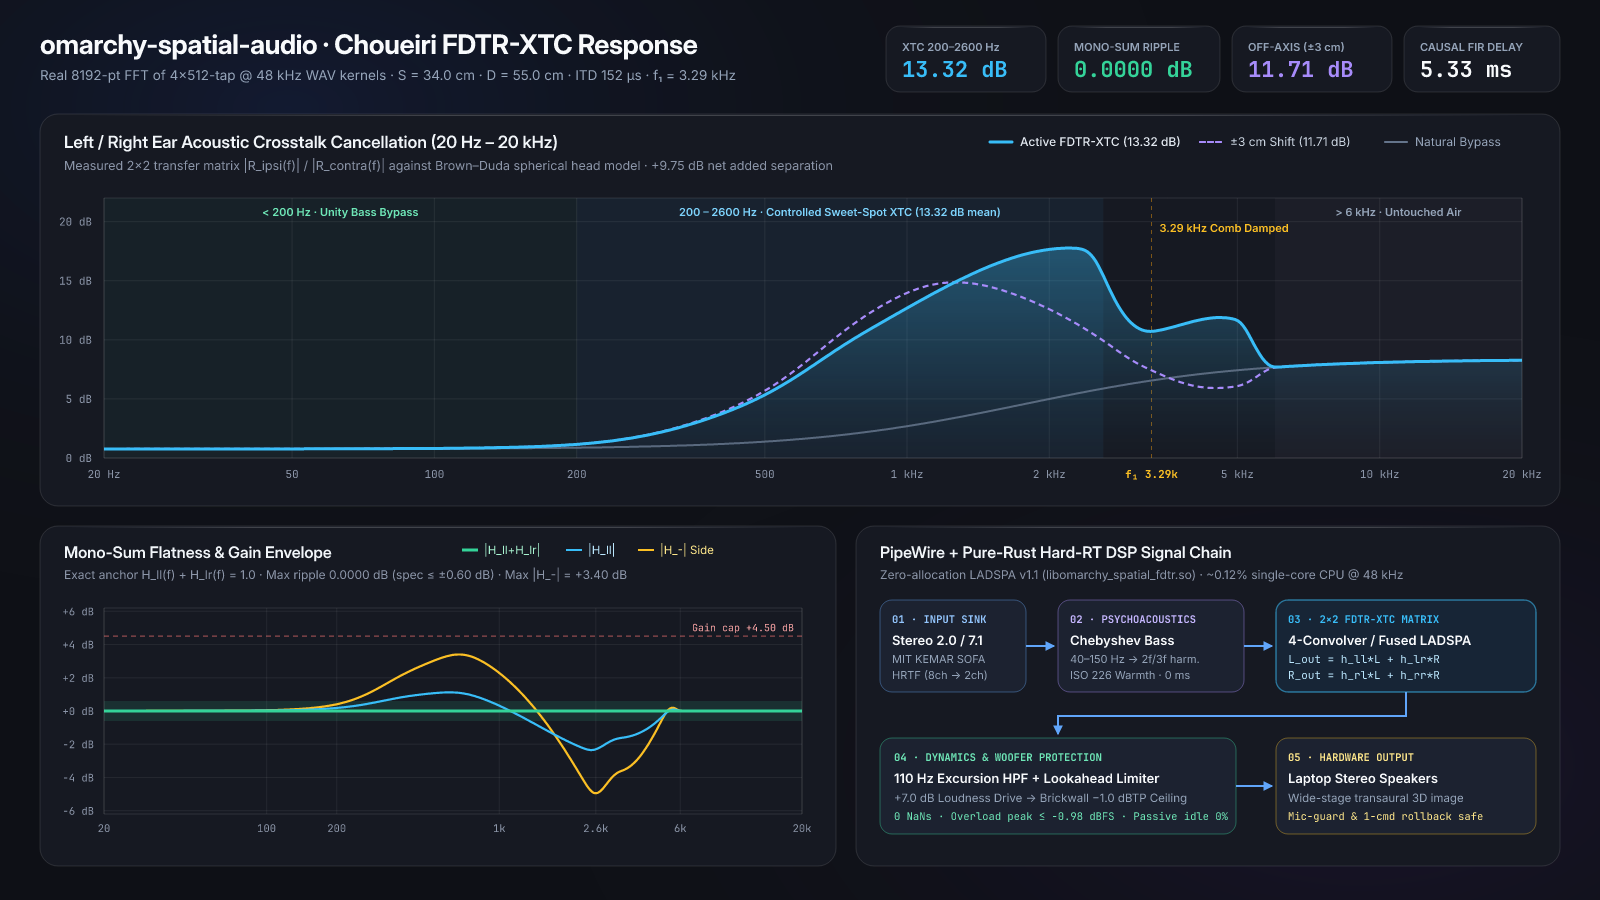 omarchy-spatial-audio · Choueiri FDTR-XTC Response
Real 8192-pt FFT of 4×512-tap @ 48 kHz WAV kernels · S = 34.0 cm · D = 55.0 cm · ITD 152 µs · f₁ = 3.29 kHz
XTC 200–2600 Hz
13.32 dB
MONO-SUM RIPPLE
0.0000 dB
OFF-AXIS (±3 cm)
11.71 dB
CAUSAL FIR DELAY
5.33 ms
Left / Right Ear Acoustic Crosstalk Cancellation (20 Hz – 20 kHz)
Measured 2×2 transfer matrix |R_ipsi(f)| / |R_contra(f)| against Brown–Duda spherical head model · +9.75 dB net added separation
Active FDTR-XTC (13.32 dB)
±3 cm Shift (11.71 dB)
Natural Bypass
< 200 Hz · Unity Bass Bypass
200 – 2600 Hz · Controlled Sweet-Spot XTC (13.32 dB mean)
> 6 kHz · Untouched Air
3.29 kHz Comb Damped
20 dB
15 dB
10 dB
5 dB
0 dB
20 Hz
50
100
200
500
1 kHz
2 kHz
f₁ 3.29k
5 kHz
10 kHz
20 kHz
Mono-Sum Flatness & Gain Envelope
|H_ll+H_lr|
|H_ll|
|H_-| Side
Exact anchor H_ll(f) + H_lr(f) = 1.0 · Max ripple 0.0000 dB (spec ≤ ±0.60 dB) · Max |H_-| = +3.40 dB
Gain cap +4.50 dB
+6 dB
+4 dB
+2 dB
+0 dB
-2 dB
-4 dB
-6 dB
20
100
200
1k
2.6k
6k
20k
PipeWire + Pure-Rust Hard-RT DSP Signal Chain
Zero-allocation LADSPA v1.1 (libomarchy_spatial_fdtr.so) · ~0.12% single-core CPU @ 48 kHz
01 · INPUT SINK
Stereo 2.0 / 7.1
MIT KEMAR SOFA
HRTF (8ch → 2ch)
02 · PSYCHOACOUSTICS
Chebyshev Bass
40–150 Hz → 2f/3f harm.
ISO 226 Warmth · 0 ms
03 · 2×2 FDTR-XTC MATRIX
4-Convolver / Fused LADSPA
L_out = h_ll*L + h_lr*R
R_out = h_rl*L + h_rr*R
04 · DYNAMICS & WOOFER PROTECTION
110 Hz Excursion HPF + Lookahead Limiter
+7.0 dB Loudness Drive → Brickwall −1.0 dBTP Ceiling
0 NaNs · Overload peak ≤ -0.98 dBFS · Passive idle 0%
05 · HARDWARE OUTPUT
Laptop Stereo Speakers
Wide-stage transaural 3D image
Mic-guard & 1-cmd rollback safe